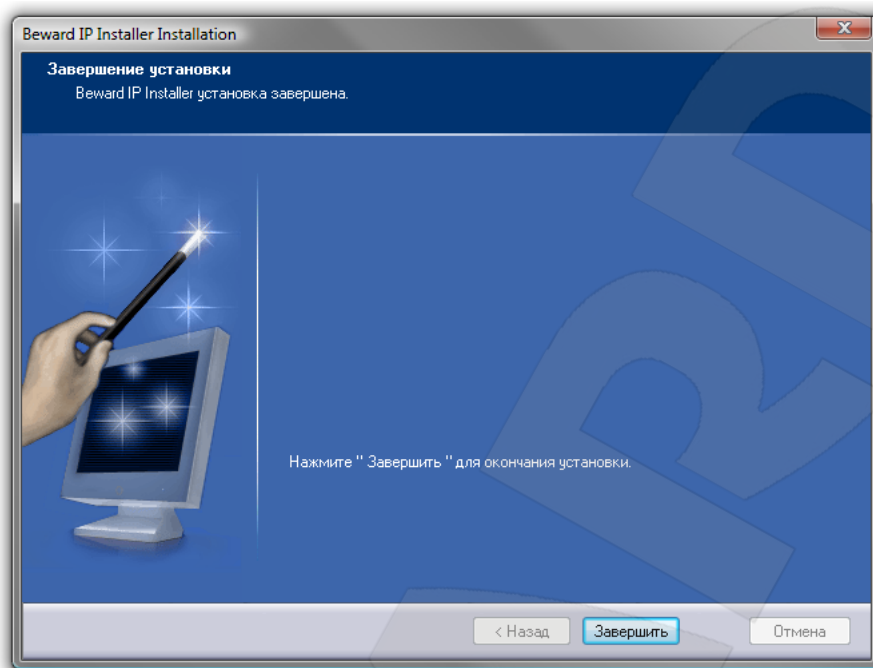 Beward IP Installer Installation
Завершение установки
Beward IP Installer установка завершена.
Нажмите " Завершить " для окончания установки.
< Назад
Завершить
Отмена